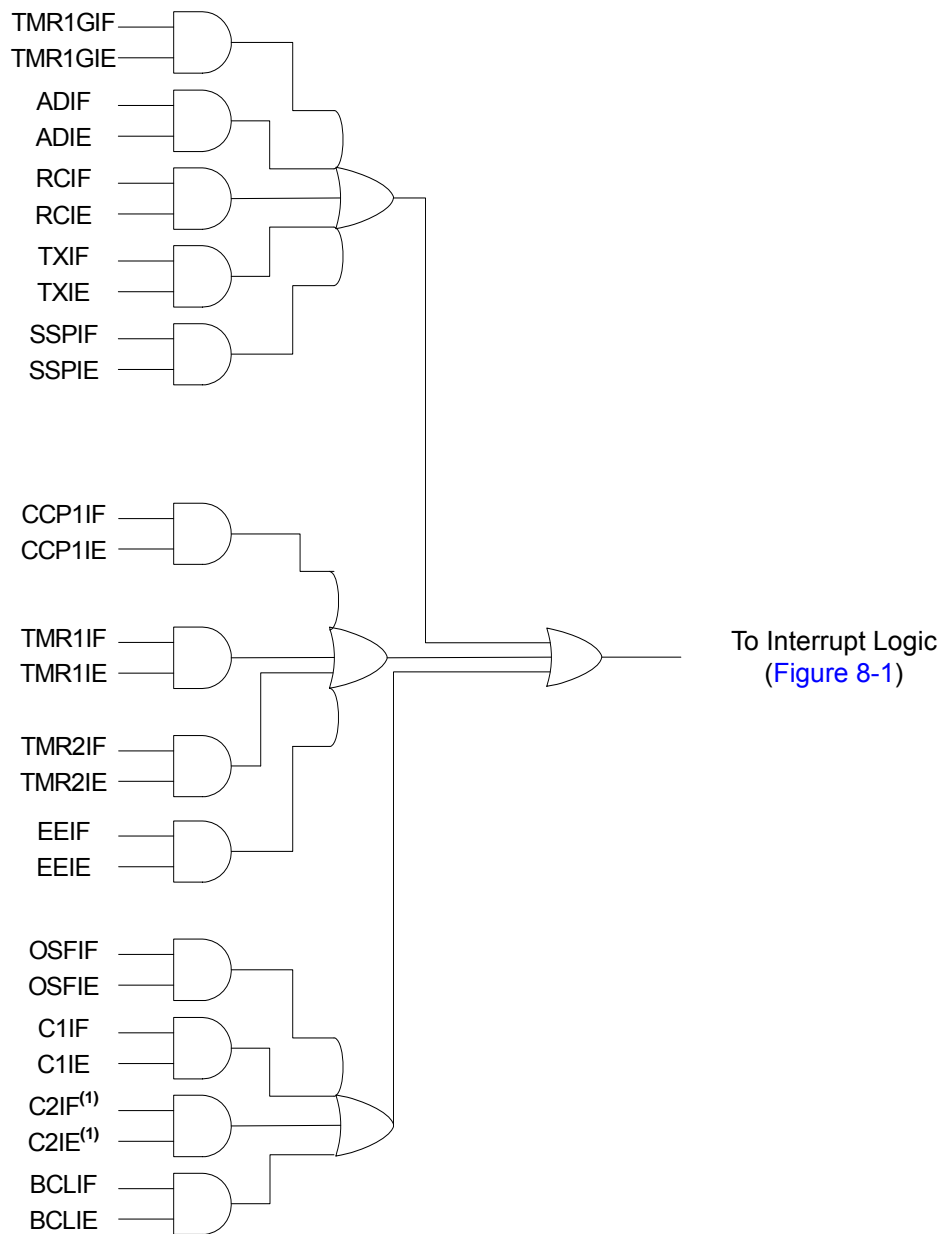 TMR1GIF
TMR1GIE
ADIF
ADIE
RCIF
RCIE
TXIF
TXIE
SSPIF
SSPIE
CCP1IF
CCP1IE
TMR1IF
TMR1IE
To Interrupt Logic
(Figure 8-1)
TMR2IF
TMR2IE
EEIF
EEIE
OSFIF
OSFIE
C1IF
C1IE
C2IF(1)
C2IE(1)
BCLIF
BCLIE